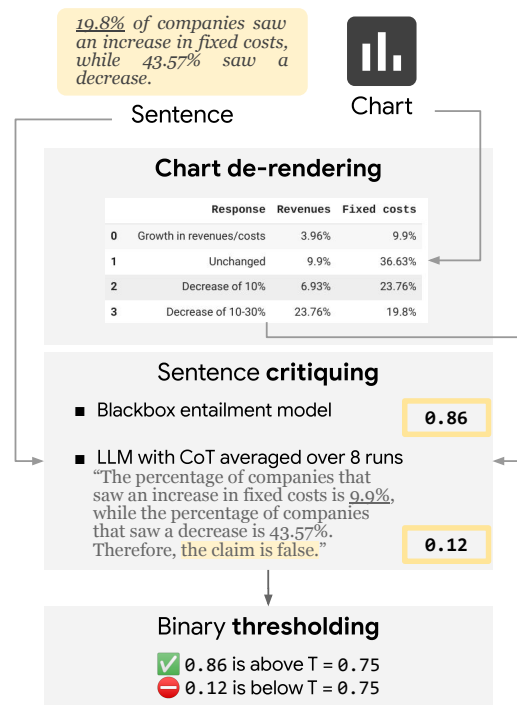 19.8% of companies saw
an increase in fixed costs,
while 43.57% saw a
decrease.
Sentence
Chart
Chart de-rendering
Response Revenues Fixed costs
0 Growth in revenues/costs 3.96% 9.9%
1 Unchanged 9.9% 36.63%
2 Decrease of 10% 6.93% 23.76%
3 Decrease of 10-30% 23.76% 19.8%
Sentence critiquing
■ Blackbox entailment model
0.86
■ LLM with CoT averaged over 8 runs
“The percentage of companies that
saw an increase in fixed costs is 9.9%,
while the percentage of companies
that saw a decrease is 43.57%.
Therefore, the claim is false.”
0.12
Binary thresholding
✅ 0.86 is above T = 0.75
⛔ 0.12 is below T = 0.75